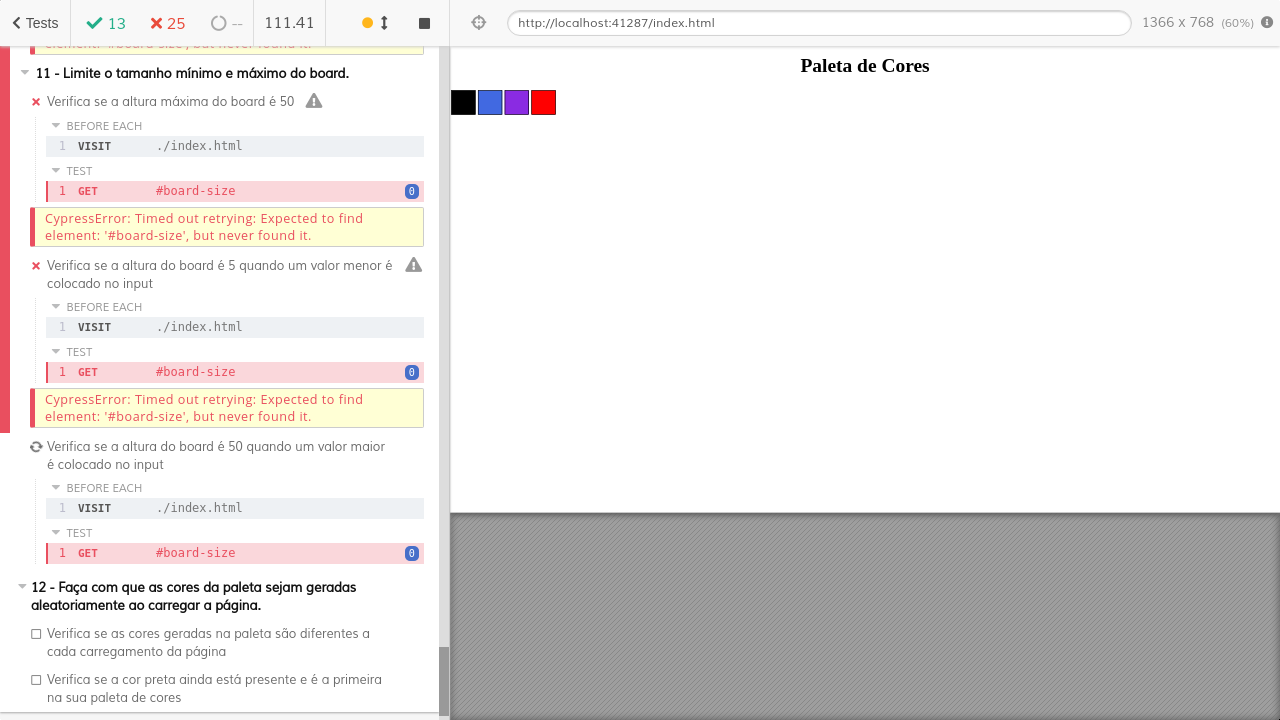 Tests
13
25
--
111.41
http://localhost:41287/index.html
1366 x 768 (60%)
element: '#board-size', but never found it.
11 - Limite o tamanho mínimo e máximo do board.
Verifica se a altura máxima do board é 50
BEFORE EACH
1 VISIT ./index.html
TEST
1 GET #board-size 0
CypressError: Timed out retrying: Expected to find
element: '#board-size', but never found it.
Verifica se a altura do board é 5 quando um valor menor é
colocado no input
BEFORE EACH
1 VISIT ./index.html
TEST
1 GET #board-size 0
CypressError: Timed out retrying: Expected to find
element: '#board-size', but never found it.
Verifica se a altura do board é 50 quando um valor maior
é colocado no input
BEFORE EACH
1 VISIT ./index.html
TEST
1 GET #board-size 0
12 - Faça com que as cores da paleta sejam geradas
aleatoriamente ao carregar a página.
Verifica se as cores geradas na paleta são diferentes a
cada carregamento da página
Verifica se a cor preta ainda está presente e é a primeira
na sua paleta de cores
Paleta de Cores